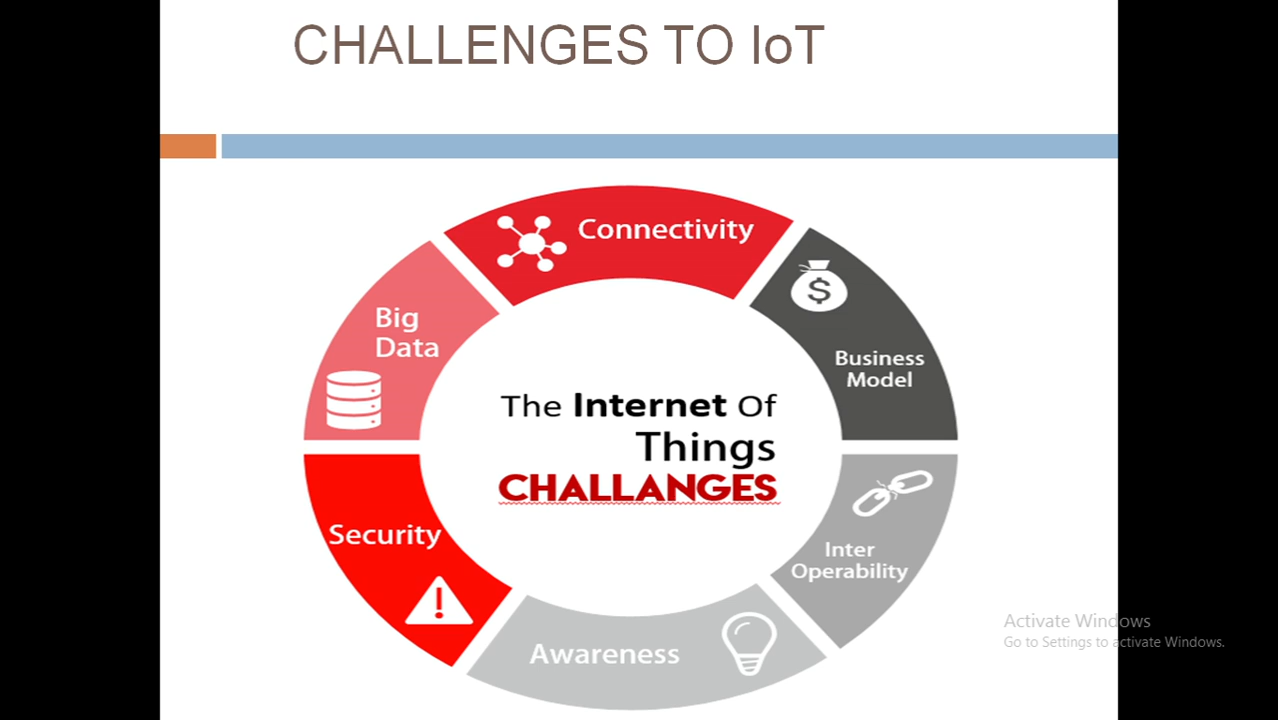 CHALLENGES TO IoT
Connectivity
Big
Data
$
Business
Model
The Internet Of
Things
CHALLANGES
Security
!
Inter
Operability
Awareness
Activate Windows
Go to Settings to activate Windows.